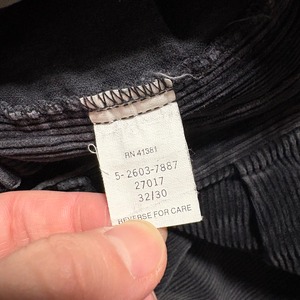 RN 41381
5-2603-7887
27017
32/30
REVERSE FOR CARE